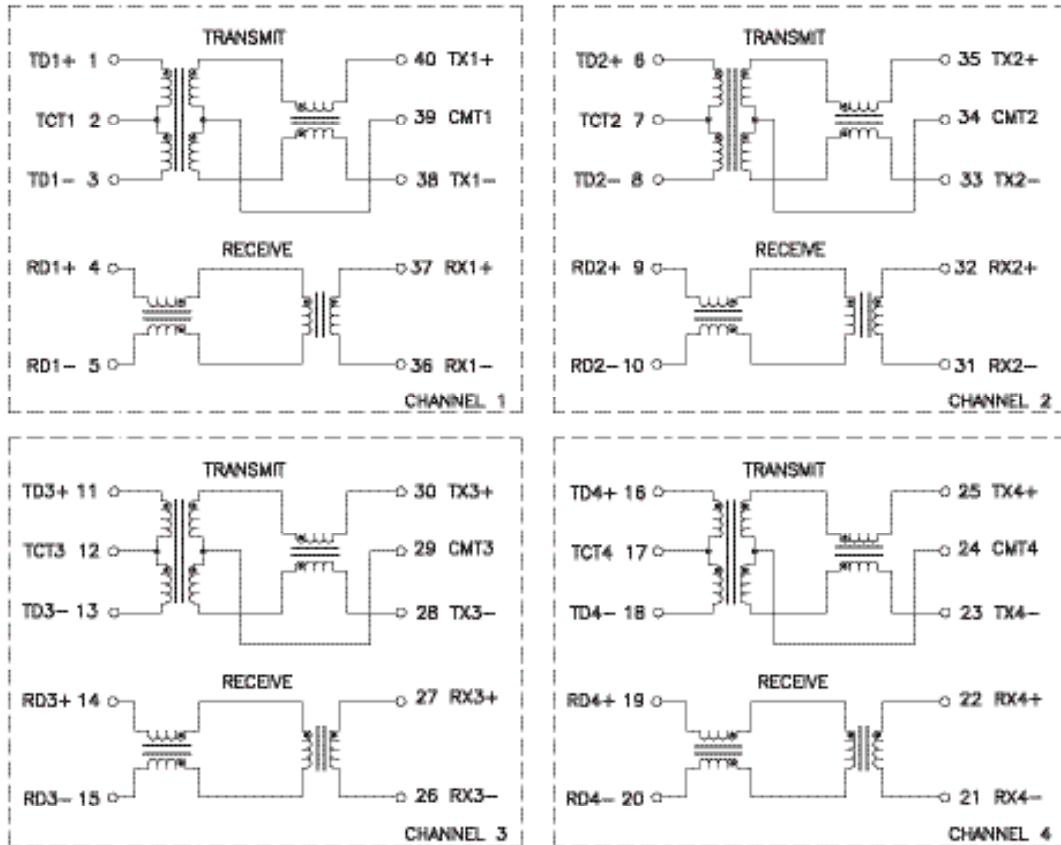 TRANSMIT
TD1+ 1
40 TX1+
TCT1 2
39 CMT1
TD1- 3
38 TX1-
RECEIVE
RD1+ 4
37 RX1+
RD1- 5
36 RX1-
CHANNEL 1
TRANSMIT
TD2+ 6
35 TX2+
TCT2 7
34 CMT2
TD2- 8
33 TX2-
RECEIVE
RD2+ 9
32 RX2+
RD2- 10
31 RX2-
CHANNEL 2
TRANSMIT
TD3+ 11
30 TX3+
TCT3 12
29 CMT3
TD3- 13
28 TX3-
RECEIVE
RD3+ 14
27 RX3+
RD3- 15
26 RX3-
CHANNEL 3
TRANSMIT
TD4+ 16
25 TX4+
TCT4 17
24 CMT4
TD4- 18
23 TX4-
RECEIVE
RD4+ 19
22 RX4+
RD4- 20
21 RX4-
CHANNEL 4